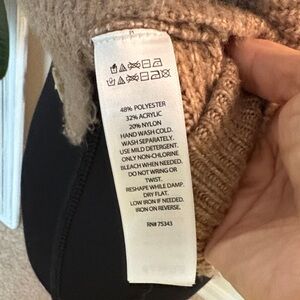 48% POLYESTER
32% ACRYLIC
20% NYLON
HAND WASH COLD.
WASH SEPARATELY.
USE MILD DETERGENT.
ONLY NON-CHLORINE
BLEACH WHEN NEEDED.
DO NOT WRING OR
TWIST.
RESHAPE WHILE DAMP.
DRY FLAT.
LOW IRON IF NEEDED.
IRON ON REVERSE.
RN# 75343